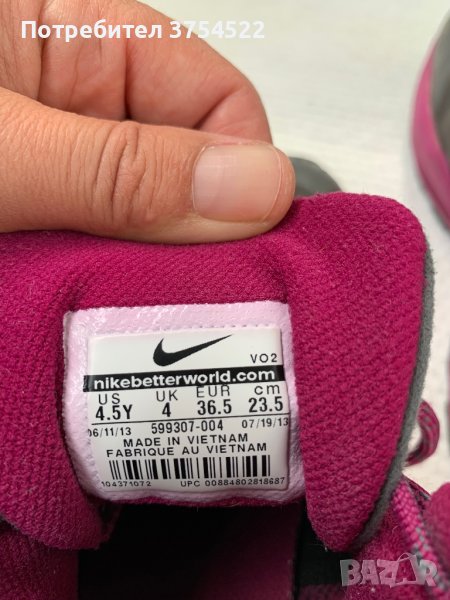 Потребител 3754522
VO2
nikebetterworld.com
US UK EUR cm
4.5Y 4 36.5 23.5
06/11/13 599307-004 07/19/13
MADE IN VIETNAM
FABRIQUE AU VIETNAM
104371072 UPC 00884802818687
BAZAR